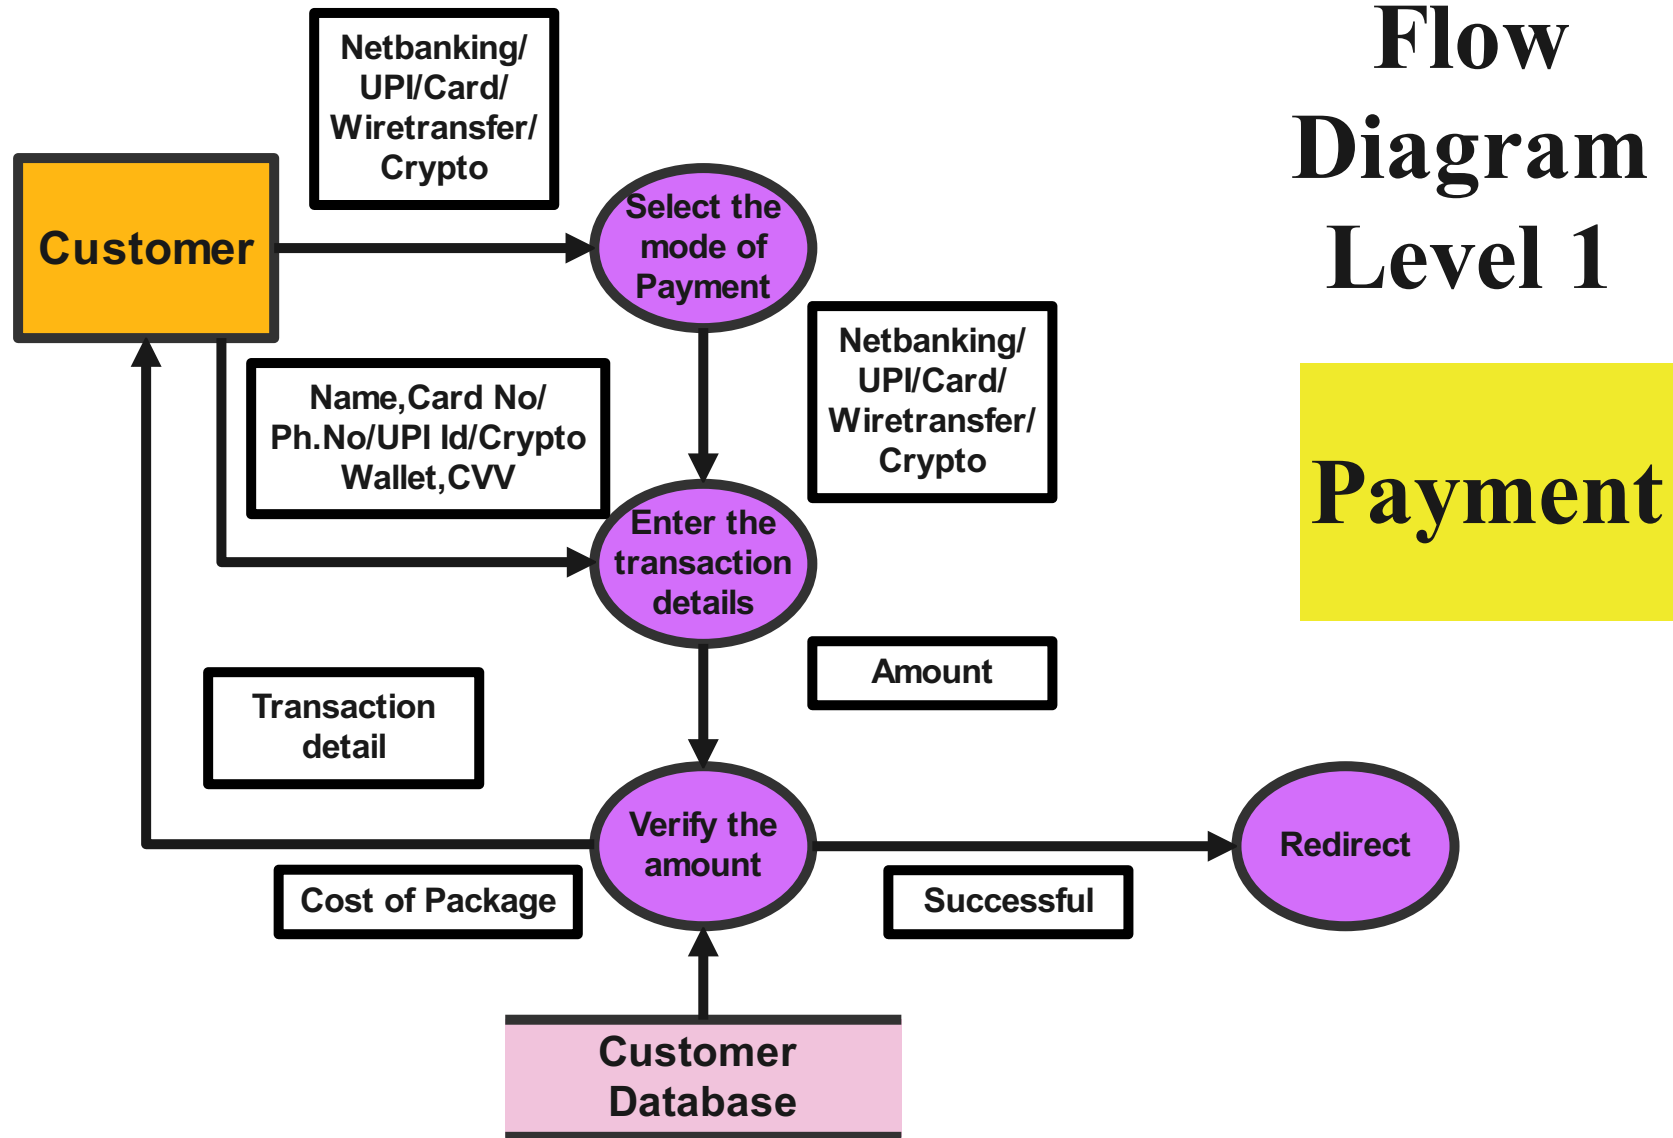 Flow
Diagram
Level 1
Payment
Netbanking/
UPI/Card/
Wiretransfer/
Crypto
Customer
Select the
mode of
Payment
Netbanking/
UPI/Card/
Wiretransfer/
Crypto
Name,Card No/
Ph.No/UPI Id/Crypto
Wallet,CVV
Enter the
transaction
details
Amount
Transaction
detail
Verify the
amount
Redirect
Cost of Package
Successful
Customer
Database